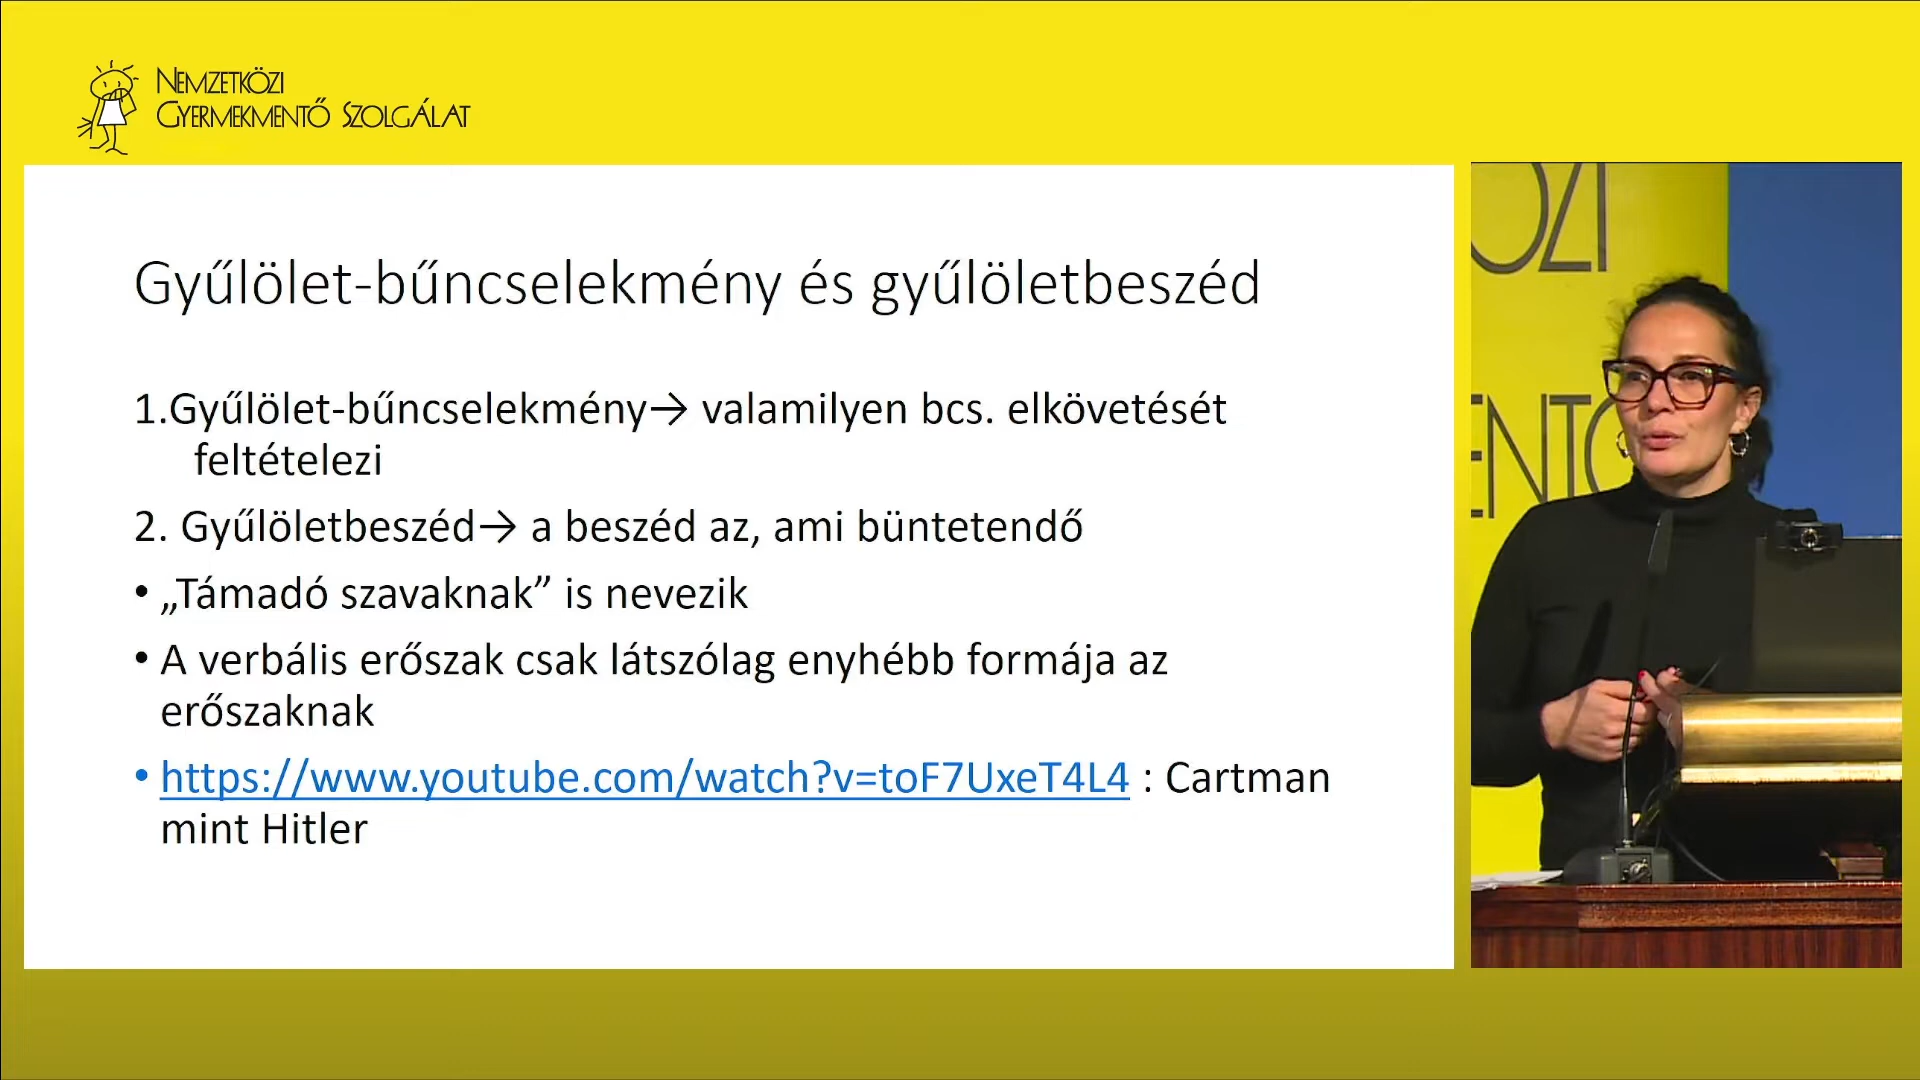 NEMZETKÖZI
GYERMEKMENTŐ SZOLGÁLAT
Gyűlölet-bűncselekmény és gyűlöletbeszéd
1.Gyűlölet-bűncselekmény→ valamilyen bcs. elkövetését
feltételezi
2. Gyűlöletbeszéd→ a beszéd az, ami büntetendő
• „Támadó szavaknak” is nevezik
• A verbális erőszak csak látszólag enyhébb formája az
erőszaknak
• https://www.youtube.com/watch?v=toF7UxeT4L4 : Cartman
mint Hitler
ÖZI
ENTŐ